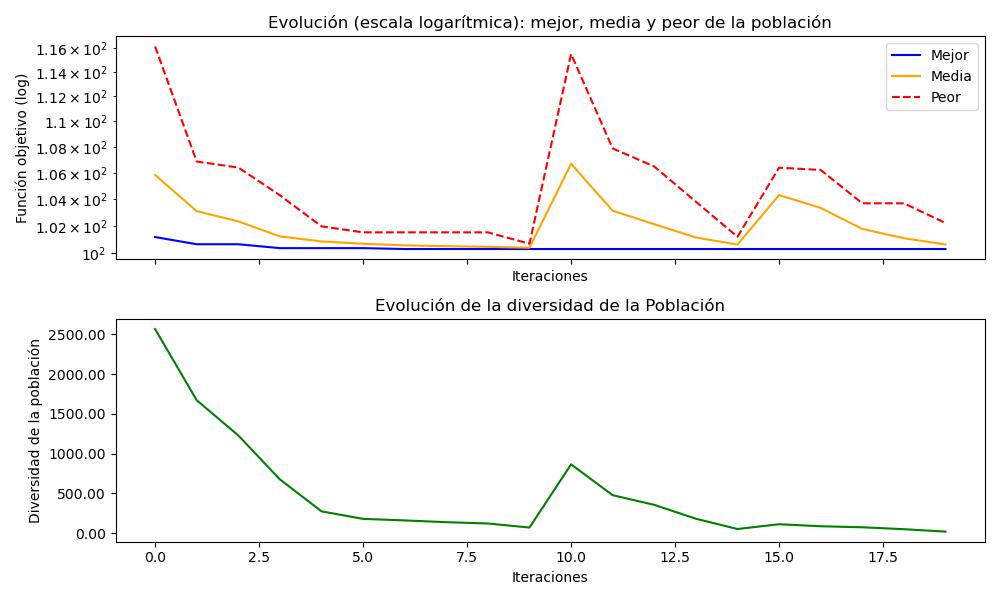 Evolución (escala logarítmica): mejor, media y peor de la población
Función objetivo (log)
1.16 × 10²
1.14 × 10²
1.12 × 10²
1.1 × 10²
1.08 × 10²
1.06 × 10²
1.04 × 10²
1.02 × 10²
10²
Mejor
Media
Peor
Iteraciones
Evolución de la diversidad de la Población
Diversidad de la población
2500.00
2000.00
1500.00
1000.00
500.00
0.00
0.0 2.5 5.0 7.5 10.0 12.5 15.0 17.5
Iteraciones